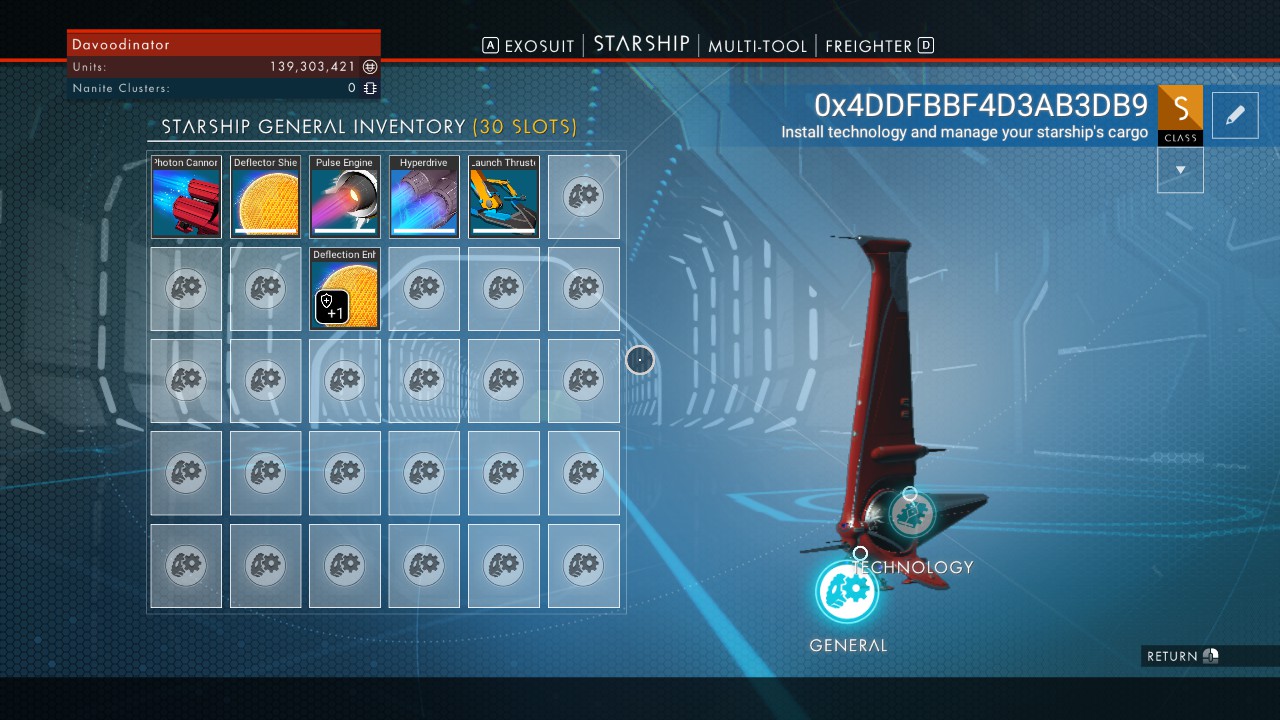 Davoodinator
Units: 139,303,421
Nanite Clusters: 0
A EXOSUIT STARSHIP MULTI-TOOL FREIGHTER D
0x4DDFBBF4D3AB3DB9
Install technology and manage your starship's cargo
S
CLASS
STARSHIP GENERAL INVENTORY (30 SLOTS)
Photon Cannon Deflector Shie Pulse Engine Hyperdrive Launch Thruste
Deflection Enh
+1
TECHNOLOGY
GENERAL
RETURN